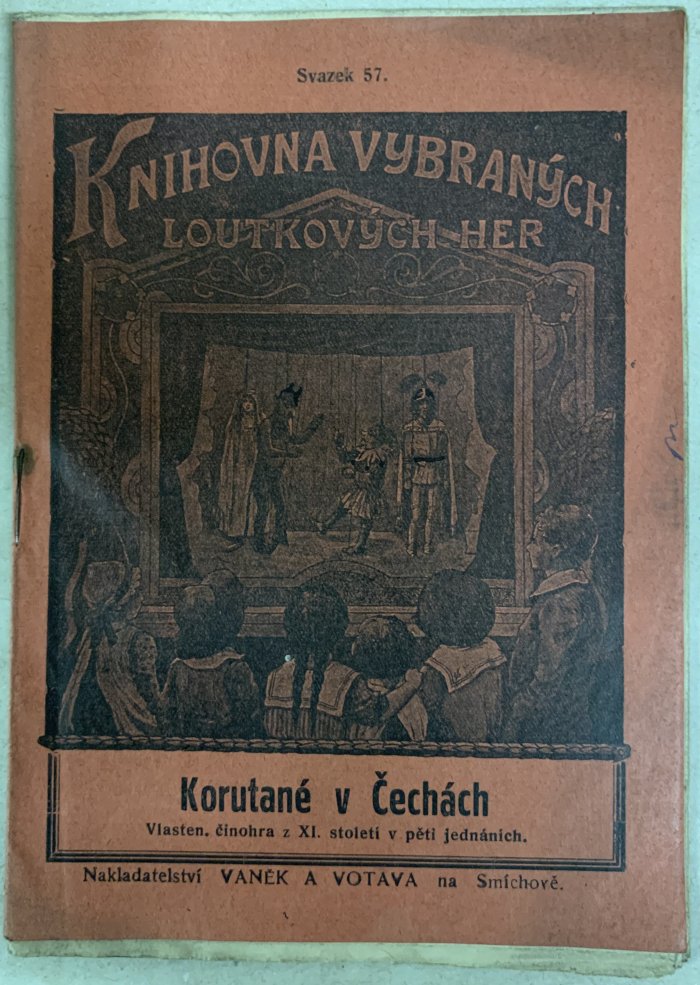 Svazek 57.
KNIHOVNA VYBRANÝCH
LOUTKOVÝCH HER
Korutané v Čechách
Vlasten. činohra z XI. století v pěti jednáních.
Nakladatelství VANĚK A VOTAVA na Smíchově.